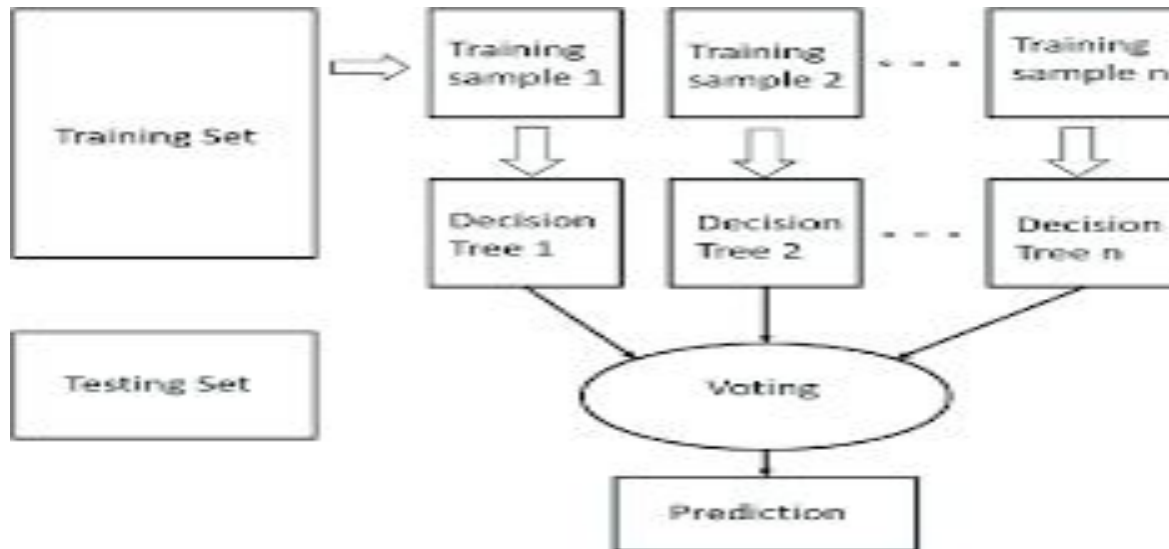 Training Set
Training
sample 1
Training
sample 2
Training
sample n
Decision
Tree 1
Decision
Tree 2
Decision
Tree n
Testing Set
Voting
Prediction